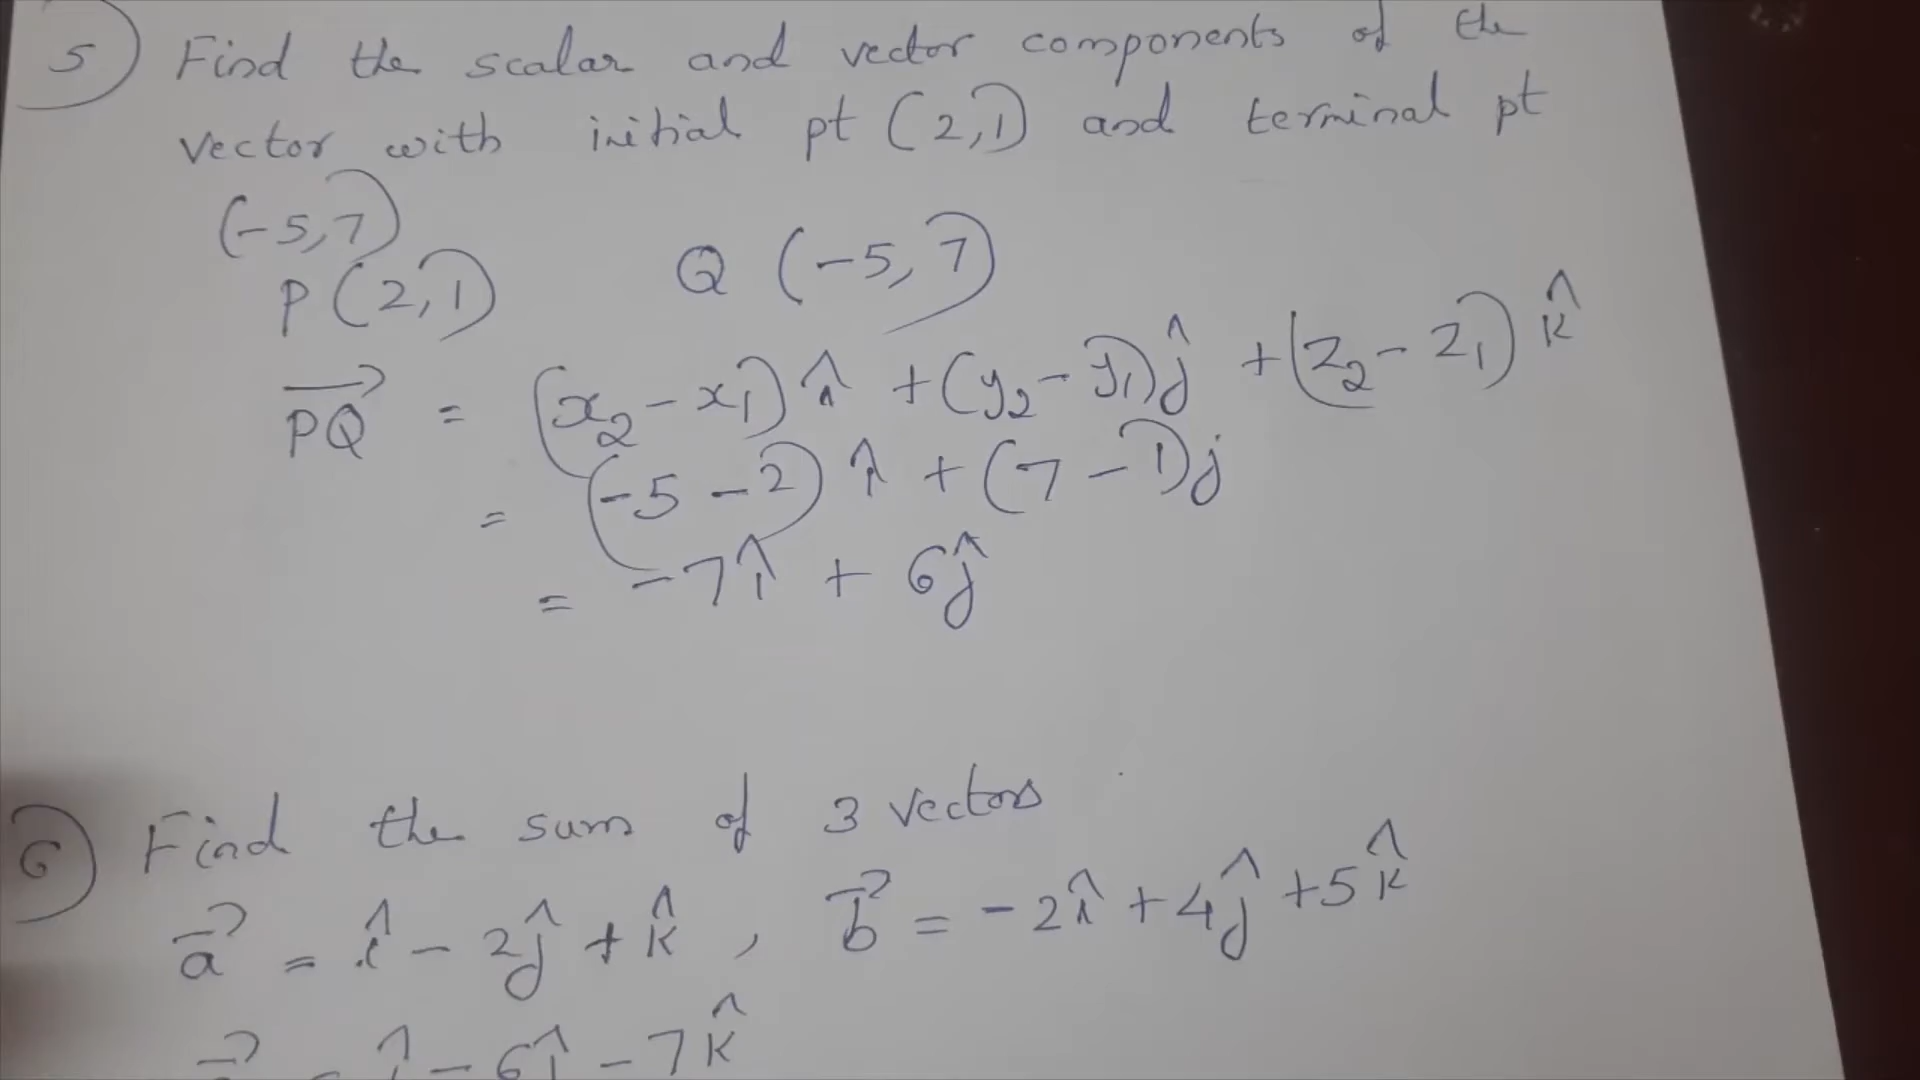 5 Find the scalar and vector components of the
vector with initial pt (2,1) and terminal pt
(-5,7)
P(2,1) Q (-5,7)
PQ⃗ = (x₂-x₁)î + (y₂-y₁)ĵ + (z₂-z₁)k̂
= (-5-2)î + (7-1)j
= -7î + 6ĵ
6 Find the sum of 3 vectors
a⃗ = î - 2ĵ + k̂, b⃗ = -2î + 4ĵ + 5k̂
= î - 6ĵ - 7k̂